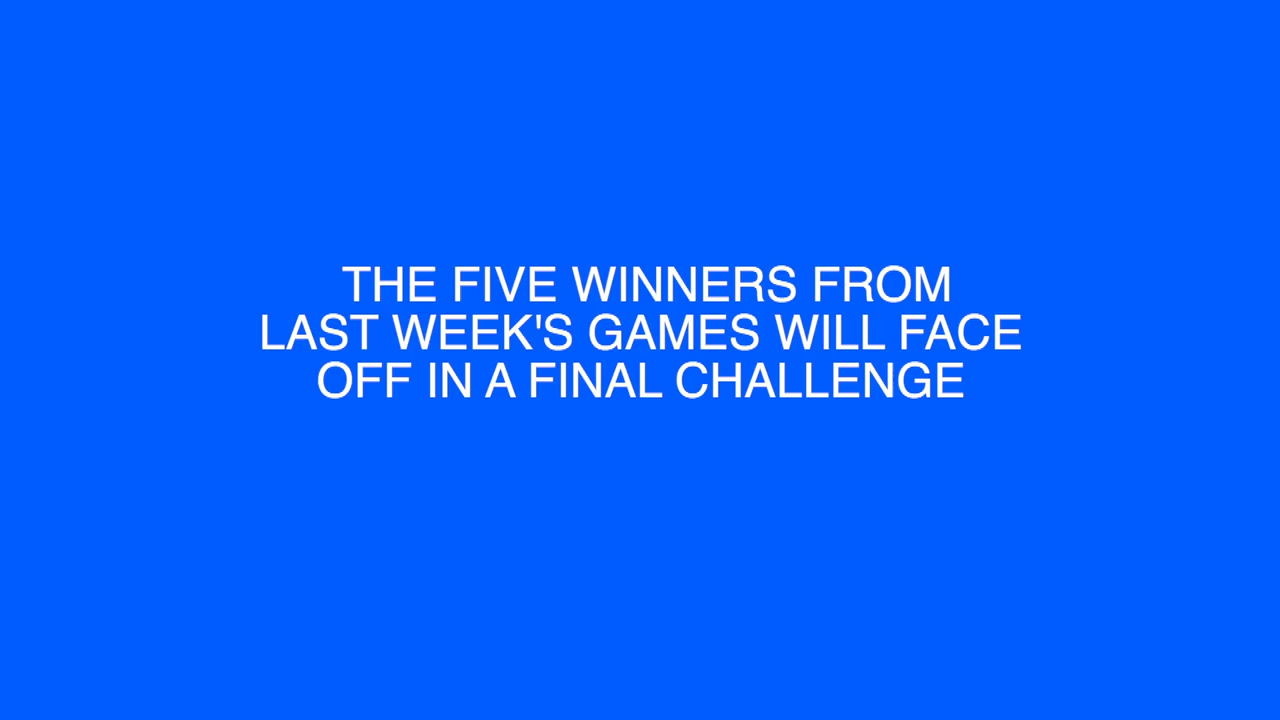 THE FIVE WINNERS FROM
LAST WEEK'S GAMES WILL FACE
OFF IN A FINAL CHALLENGE